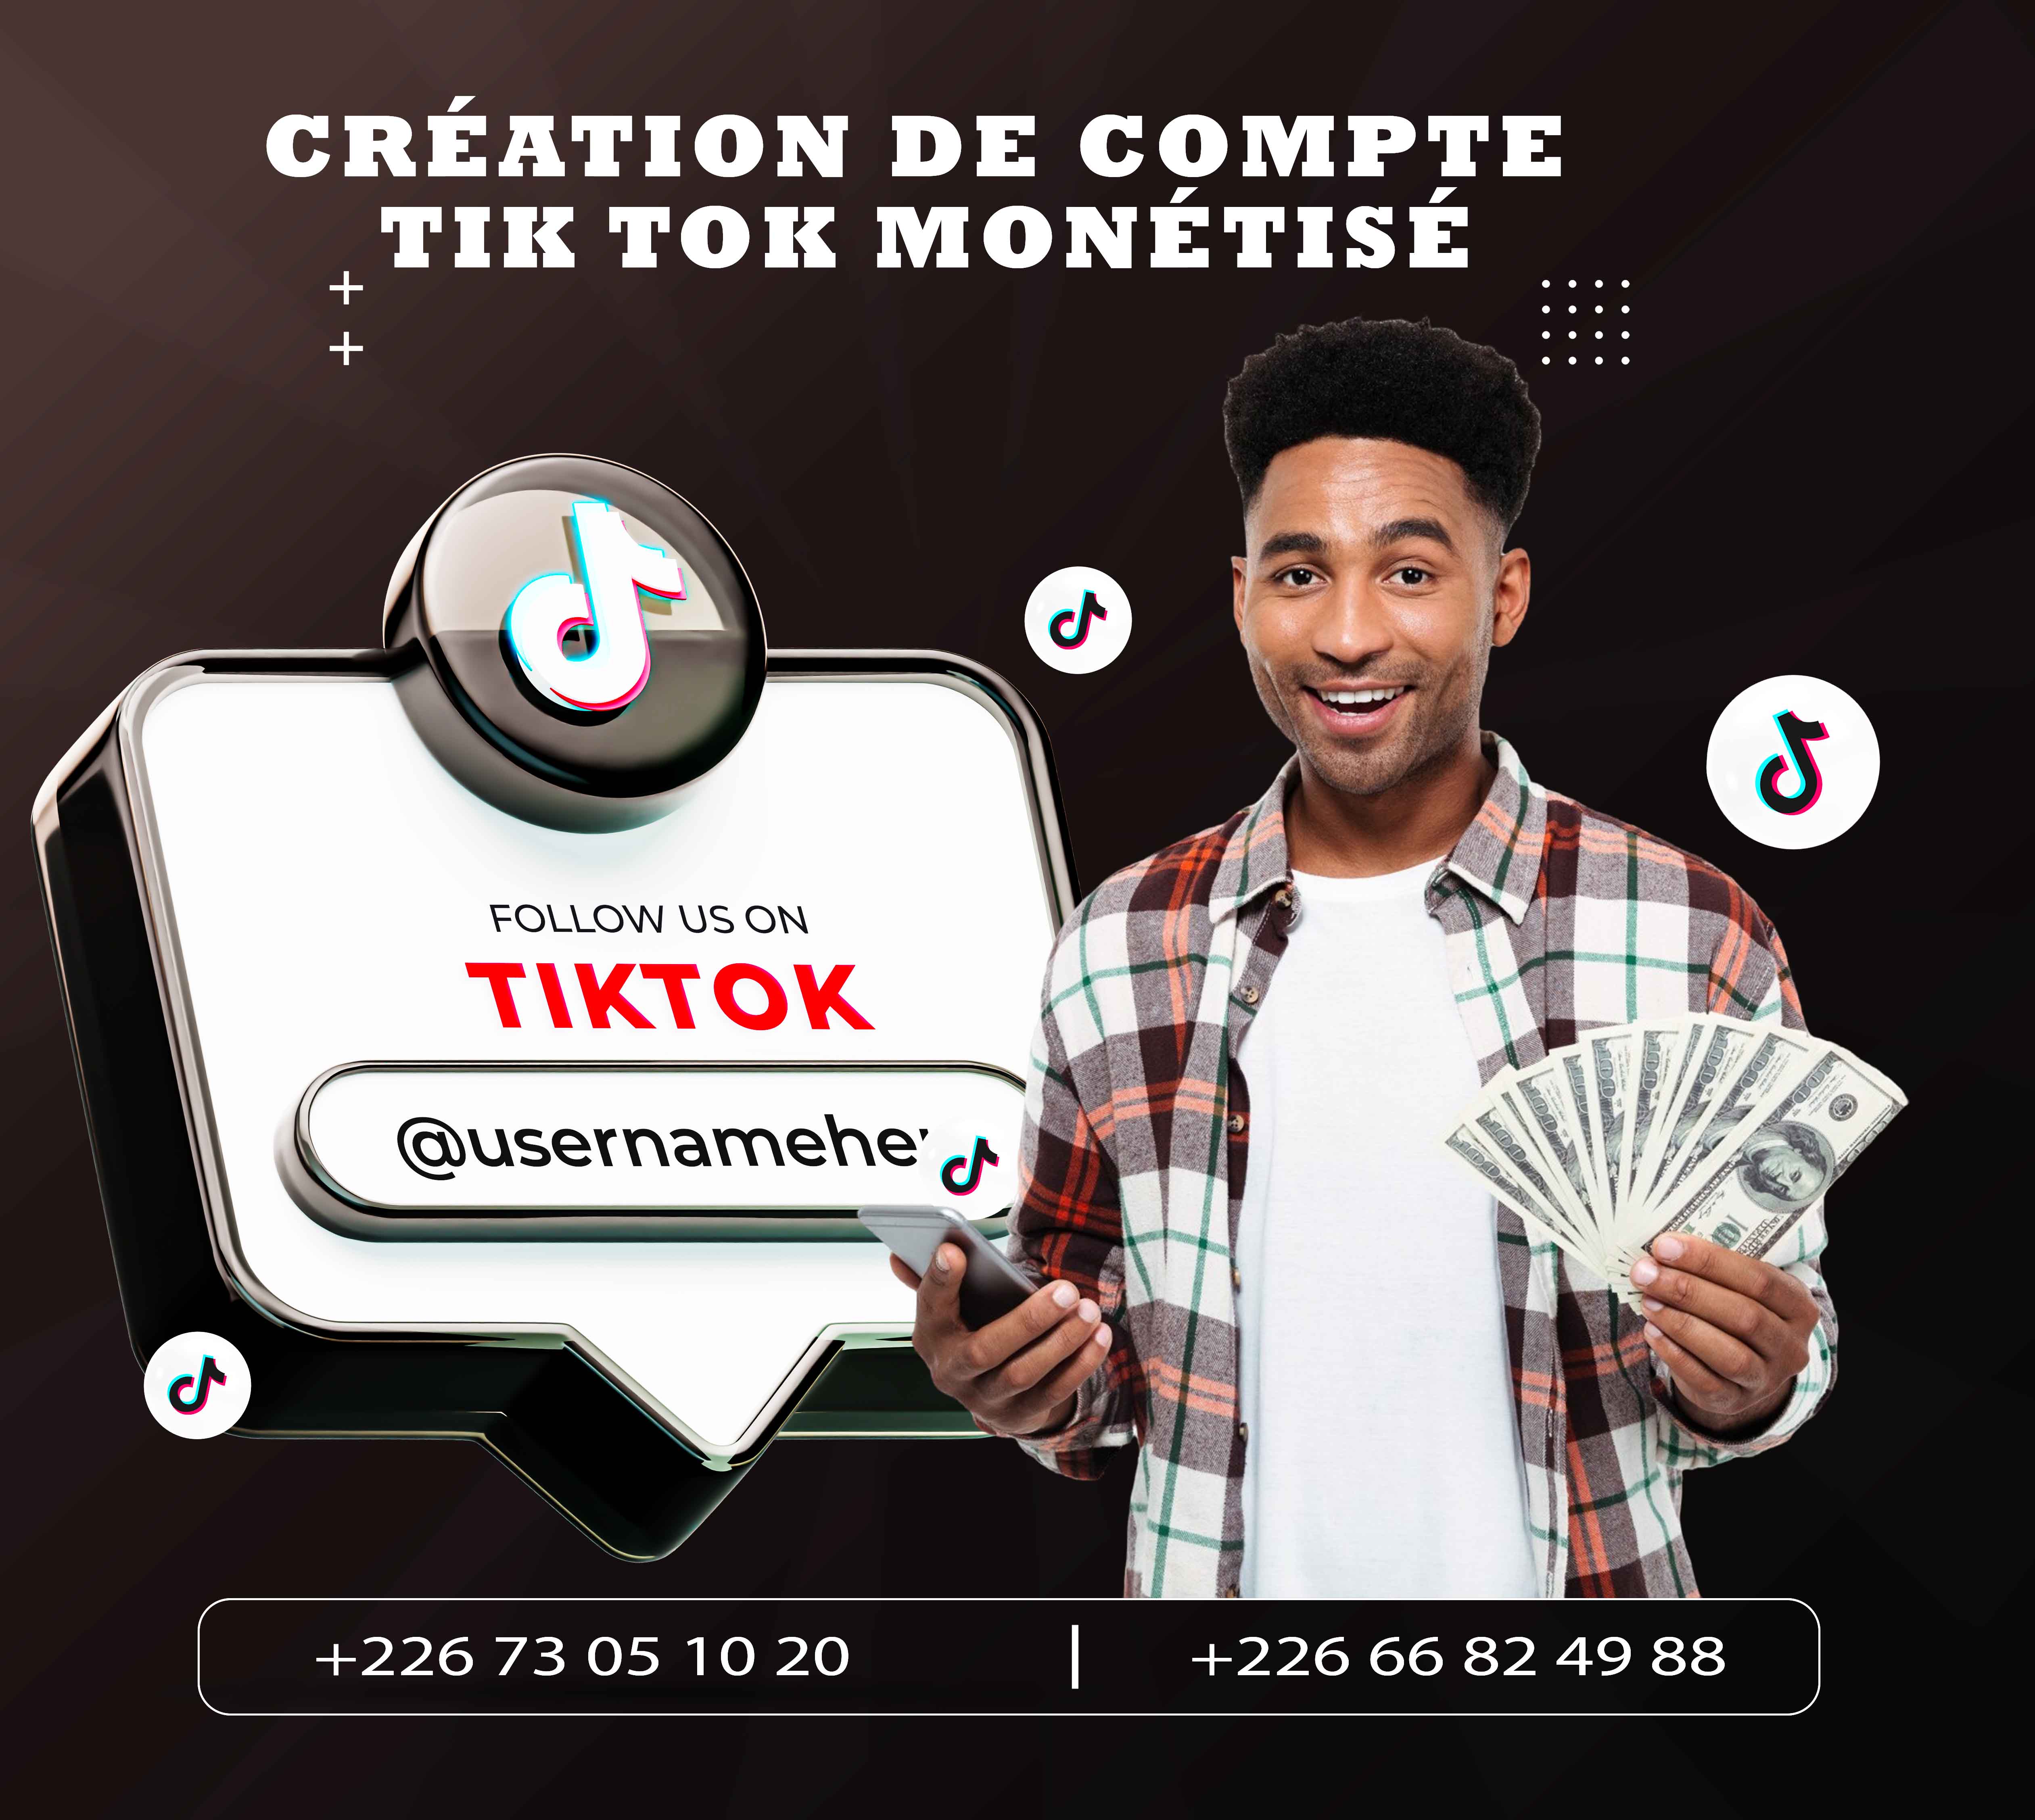 CRÉATION DE COMPTE
TIK TOK MONÉTISÉ
FOLLOW US ON
TIKTOK
@usernamehe
+226 73 05 10 20 | +226 66 82 49 88